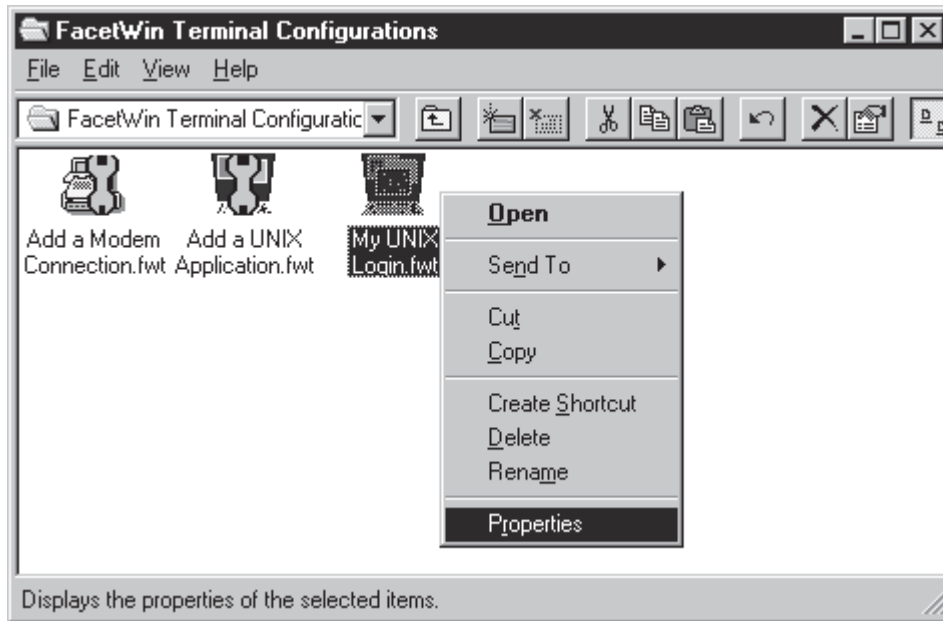 FacetWin Terminal Configurations
File Edit View Help
FacetWin Terminal Configuratic
Add a Modem
Connection.fwt
Add a UNIX
Application.fwt
My UNIX
Login.fwt
Open
Send To
Cut
Copy
Create Shortcut
Delete
Rename
Properties
Displays the properties of the selected items.